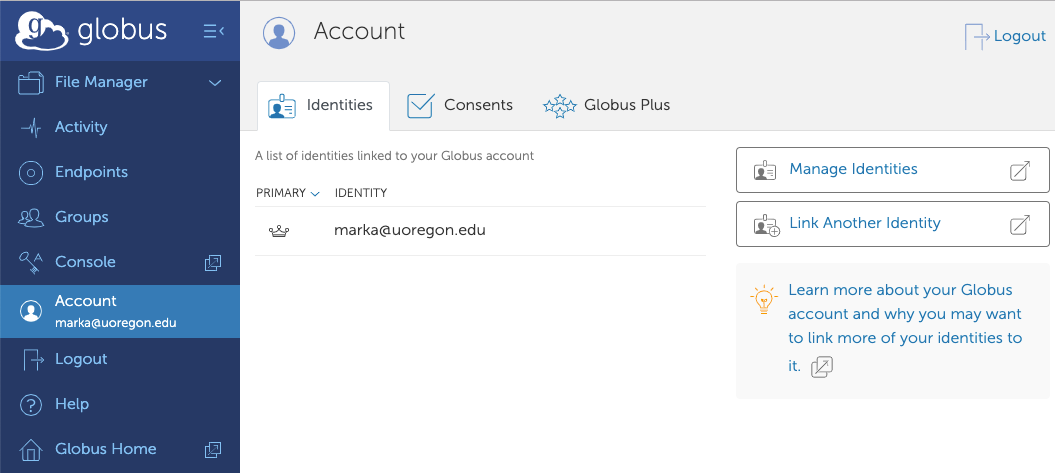 globus
File Manager
Activity
Endpoints
Groups
Console
Account
marka@uoregon.edu
Logout
Help
Globus Home
Account
Logout
Identities
Consents
Globus Plus
A list of identities linked to your Globus account
PRIMARY IDENTITY
marka@uoregon.edu
Manage Identities
Link Another Identity
Learn more about your Globus
account and why you may want
to link more of your identities to
it.